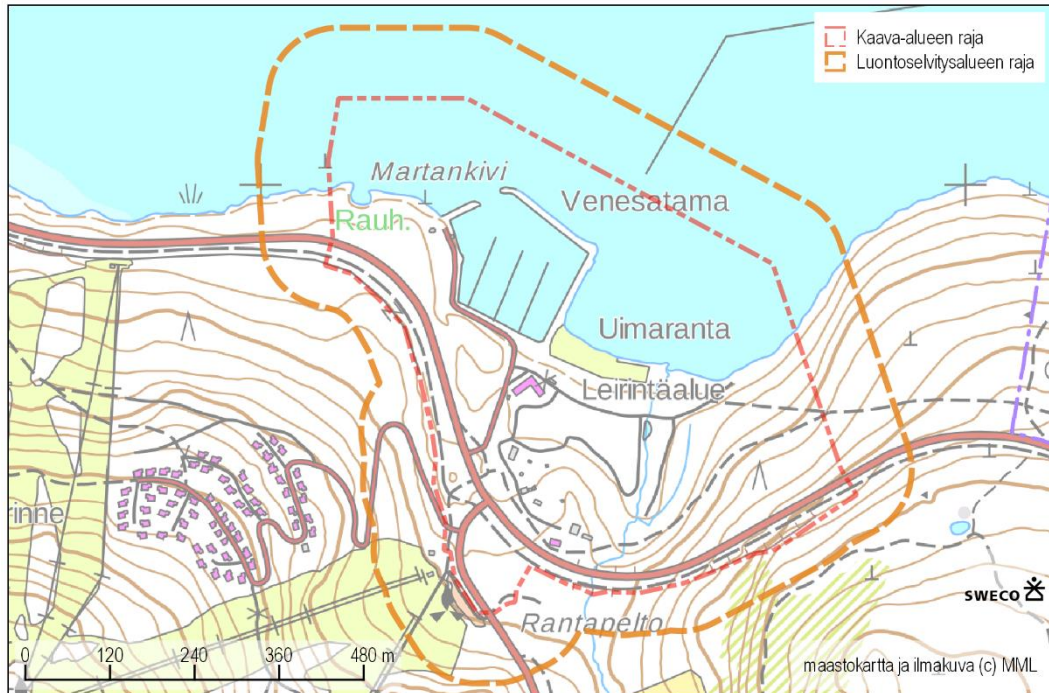 Kaava-alueen raja
Luontoselvitysalueen raja
Martankivi
Venesatama
Rauh.
Uimaranta
Leirintäalue
rinne
SWECO
Rantapelto
0 120 240 360 480 m
maastokartta ja ilmakuva (c) MML